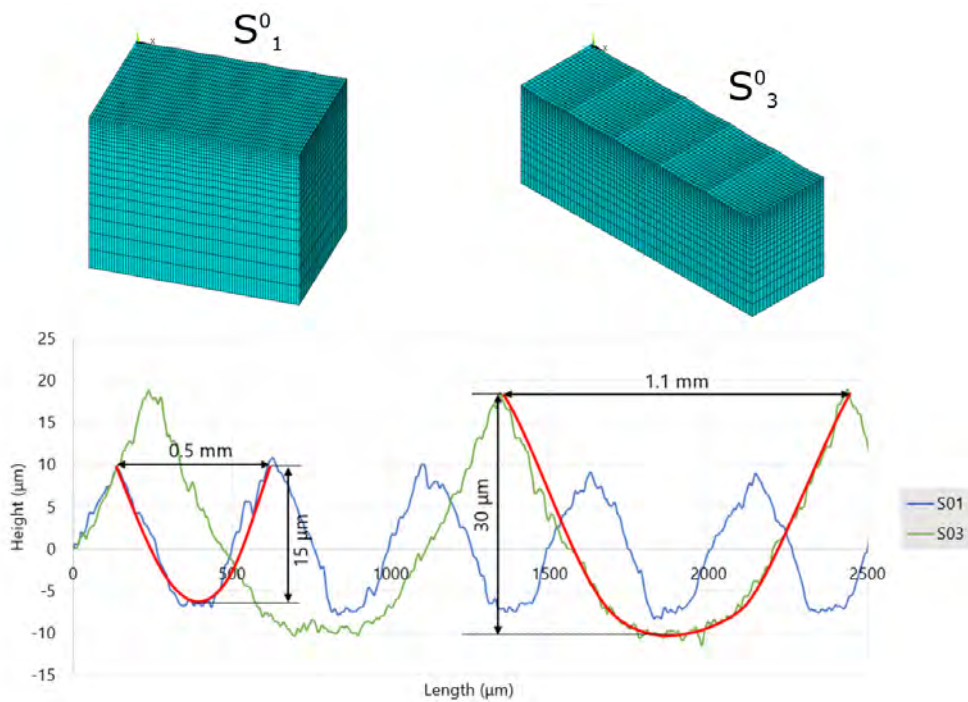 S⁰₁
S⁰₃
x
x
25
20
15
10
5
0
-5
-10
-15
Height (µm)
0.5 mm
15 µm
1.1 mm
30 µm
0
500
1000
1500
2000
2500
Length (µm)
S01
S03